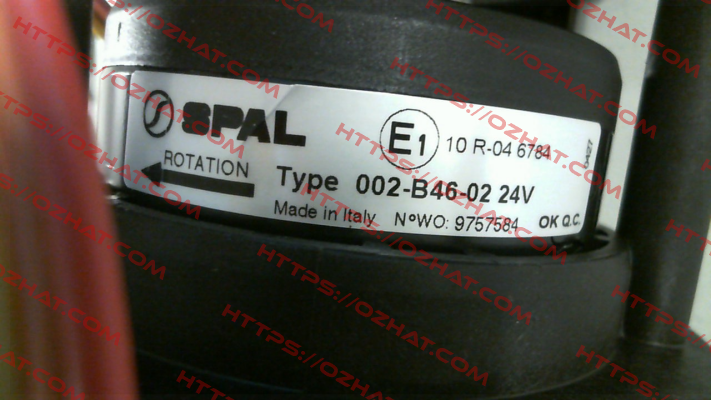 SPAL
E1 10 R-04 6784
ROTATION
Type 002-B46-02 24V
Made in Italy N°WO: 9757584 OK Q.C.
HTTPS://OZHAT.COM